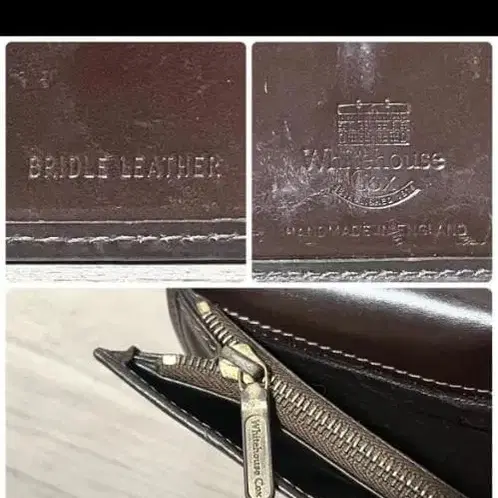 BRIDLE LEATHER
Whitehouse
Cox
HANDMADE IN ENGLAND
Whitehouse Cox